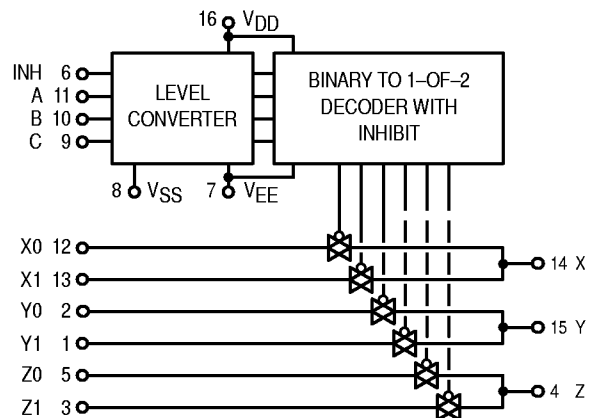 16 VDD
INH 6
A 11
B 10
C 9
LEVEL
CONVERTER
BINARY TO 1–OF–2
DECODER WITH
INHIBIT
8 VSS
7 VEE
X0 12
X1 13
14 X
Y0 2
Y1 1
15 Y
Z0 5
Z1 3
4 Z